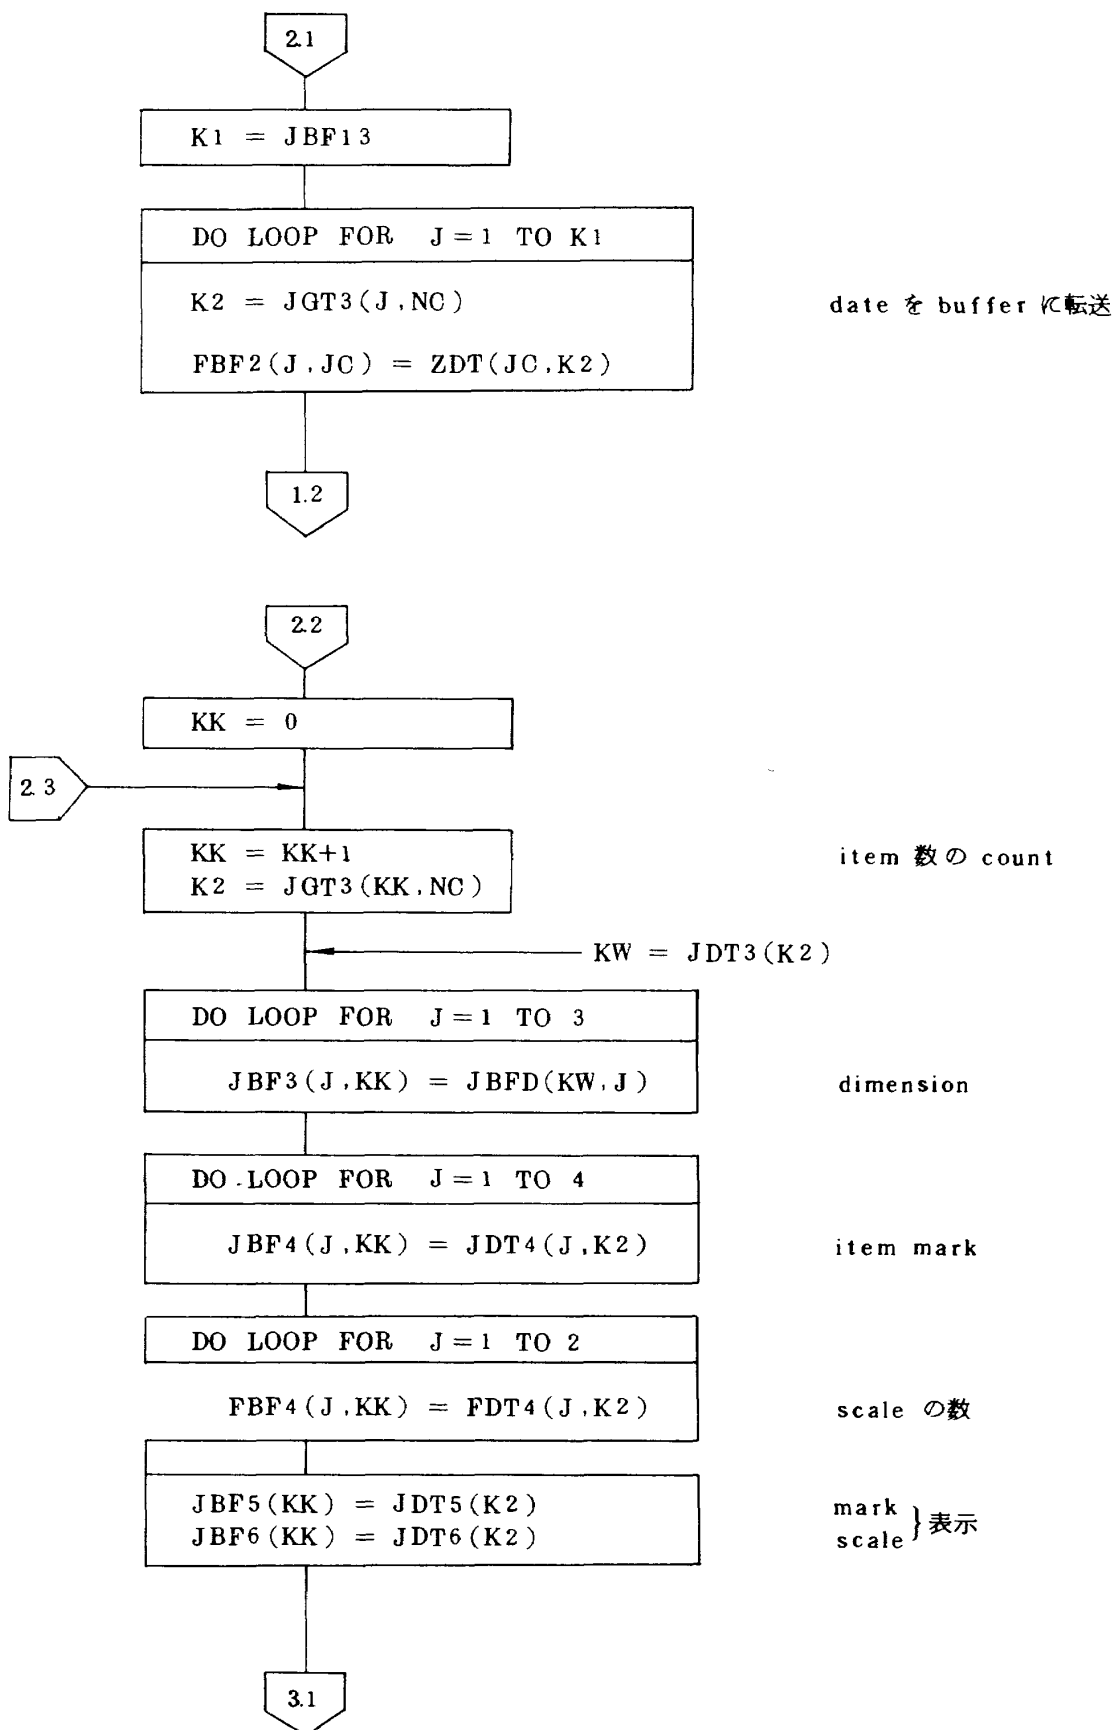 2.1
K1 = JBF13
DO LOOP FOR J=1 TO K1
K2 = JGT3(J,NC)
date を buffer に転送
FBF2(J,JC) = ZDT(JC,K2)
1.2
2.2
KK = 0
2.3
KK = KK+1
item 数の count
K2 = JGT3(KK,NC)
KW = JDT3(K2)
DO LOOP FOR J=1 TO 3
JBF3(J,KK) = JBFD(KW,J)
dimension
DO LOOP FOR J=1 TO 4
JBF4(J,KK) = JDT4(J,K2)
item mark
DO LOOP FOR J=1 TO 2
FBF4(J,KK) = FDT4(J,K2)
scale の数
JBF5(KK) = JDT5(K2)
JBF6(KK) = JDT6(K2)
mark
scale } 表示
3.1